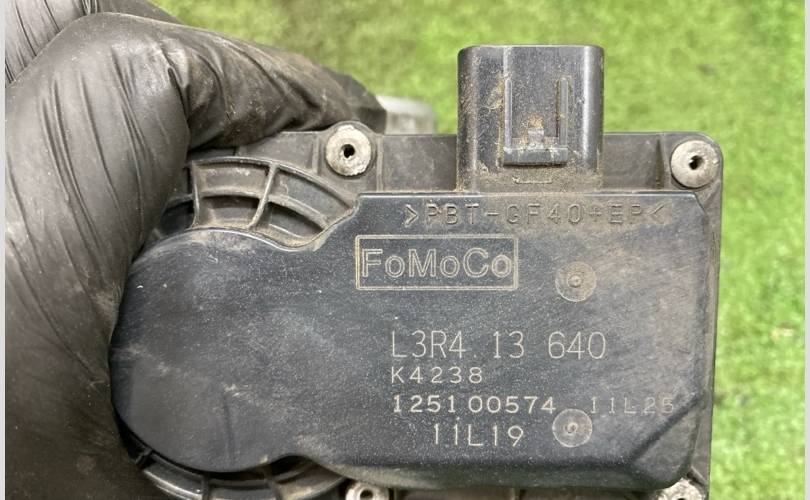 >PBT-GF40+EP<
FoMoCo
L3R4 13 640
K4238
125100574 11L25
11L19